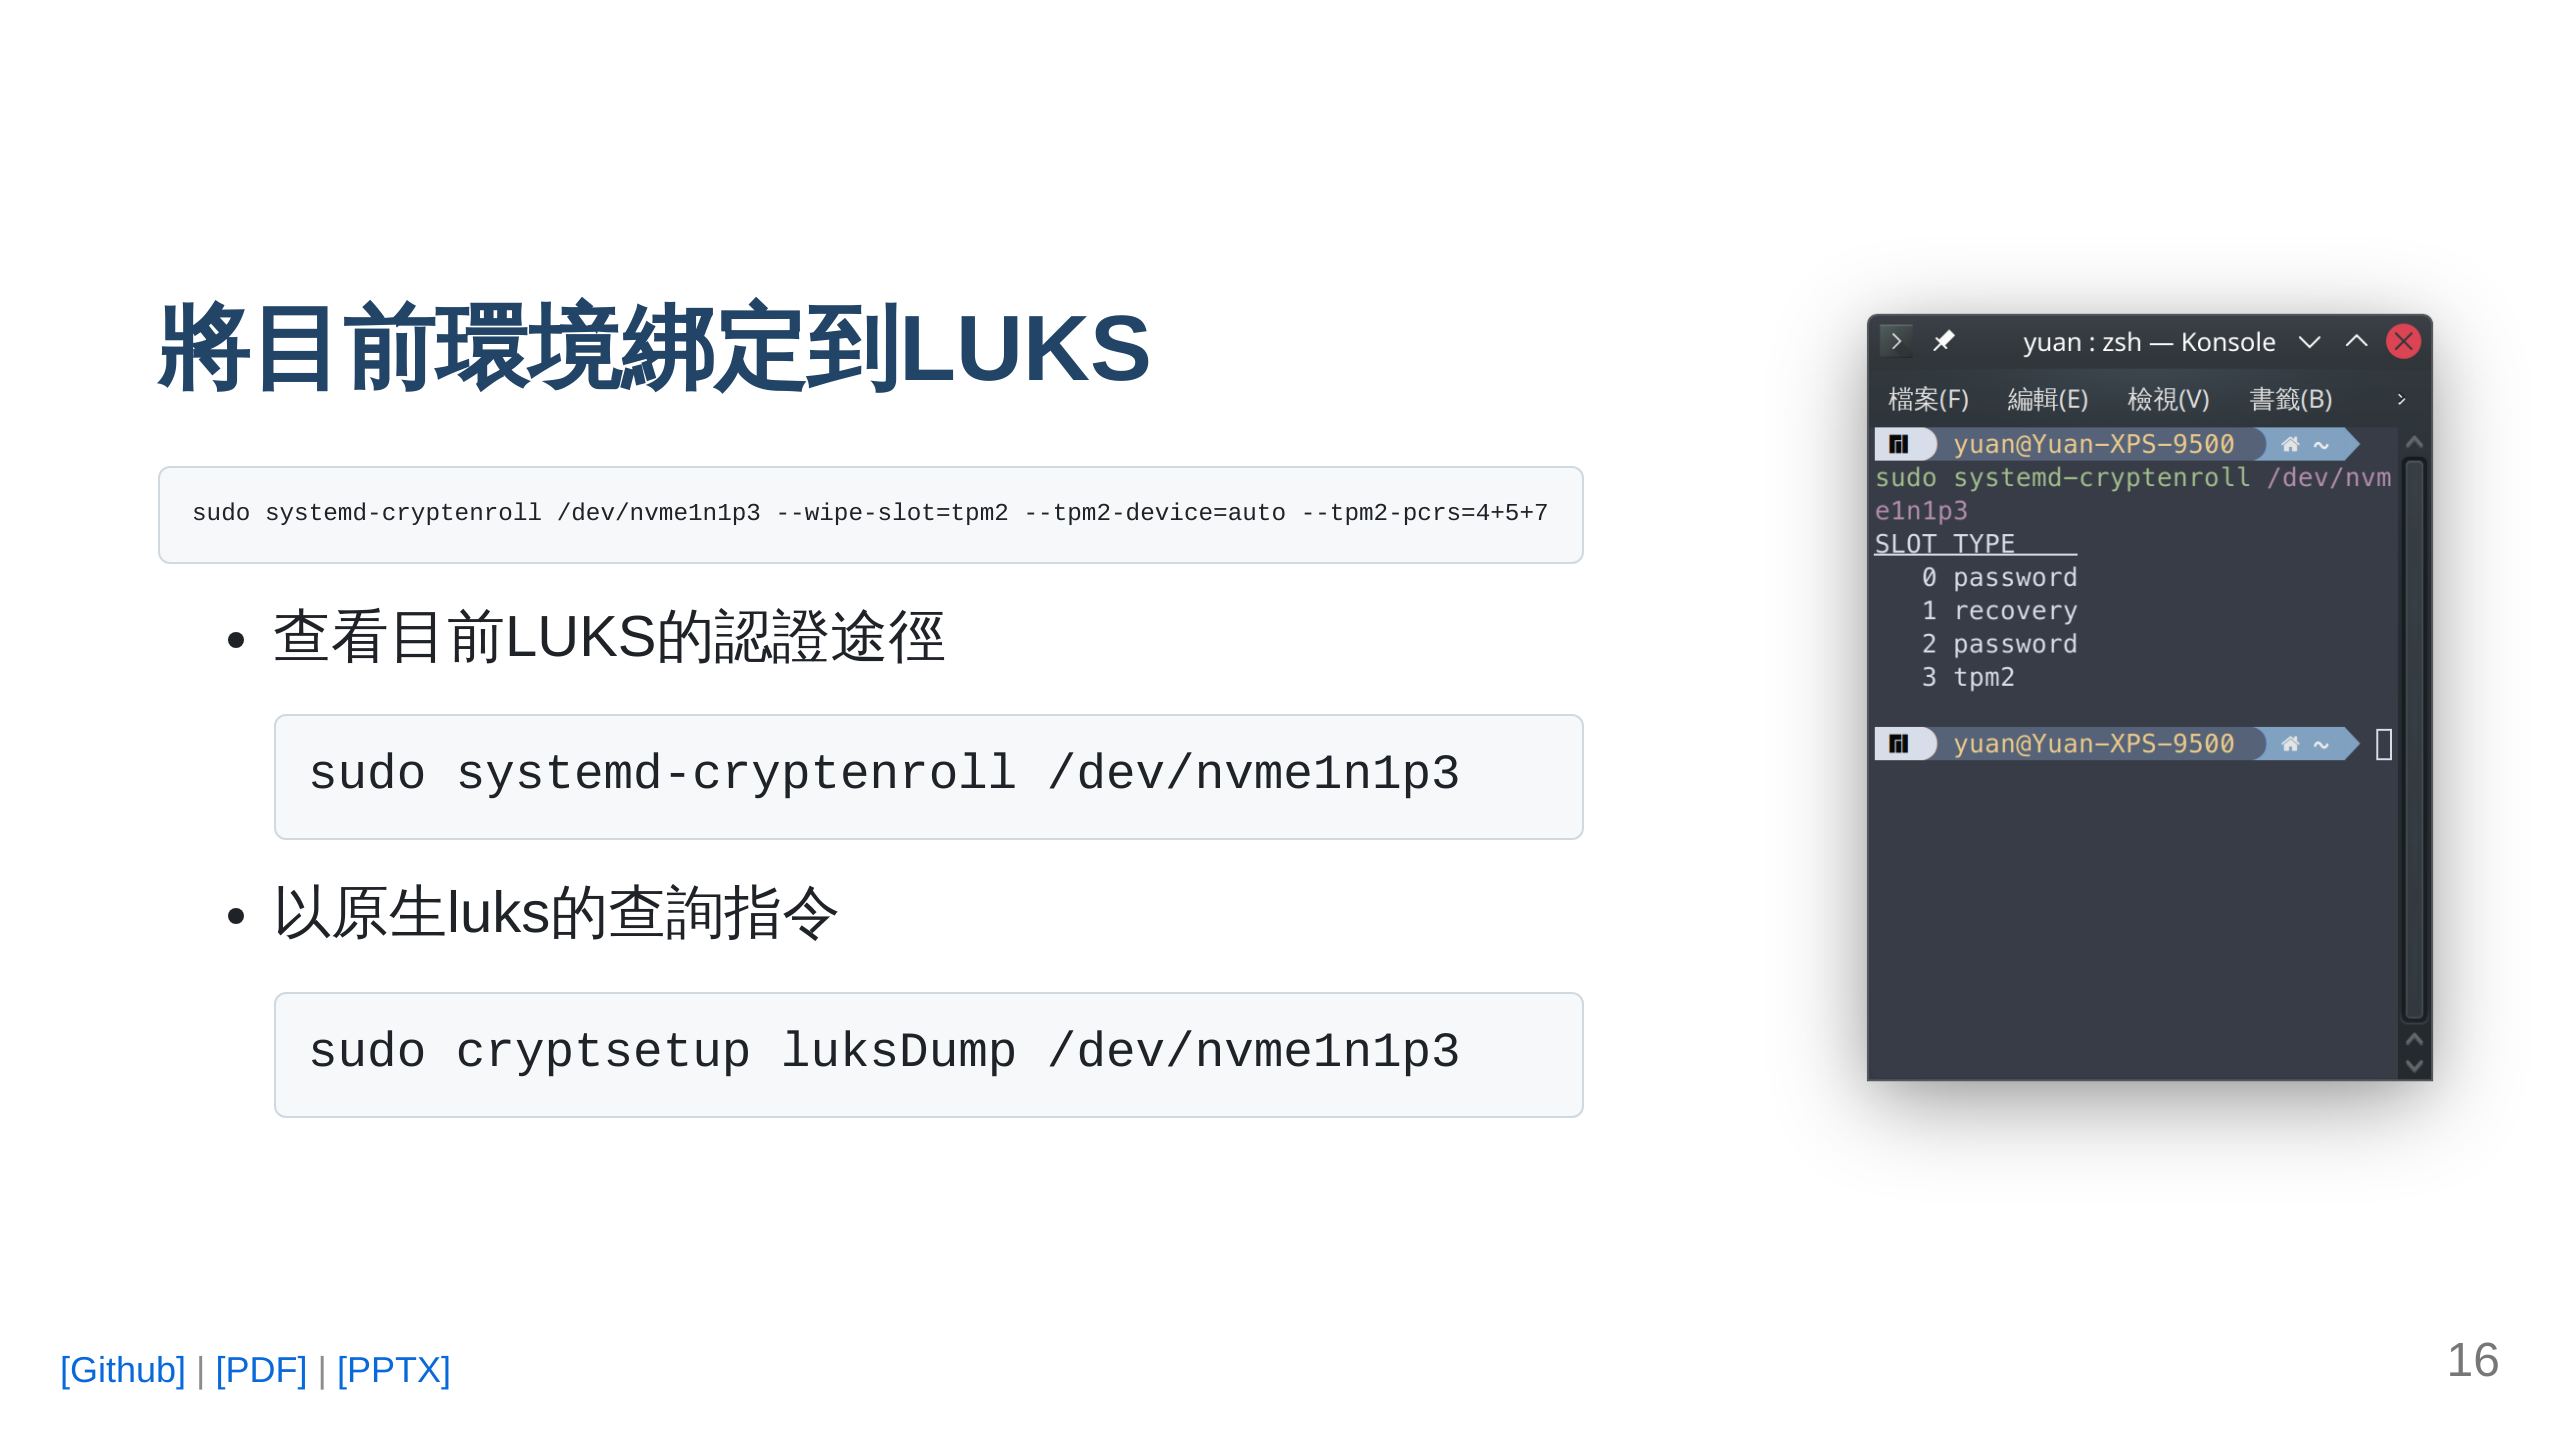 將目前環境綁定到LUKS
sudo systemd-cryptenroll /dev/nvme1n1p3 --wipe-slot=tpm2 --tpm2-device=auto --tpm2-pcrs=4+5+7
• 查看目前LUKS的認證途徑
sudo systemd-cryptenroll /dev/nvme1n1p3
• 以原生luks的查詢指令
sudo cryptsetup luksDump /dev/nvme1n1p3
yuan : zsh — Konsole
檔案(F) 編輯(E) 檢視(V) 書籤(B)
yuan@Yuan-XPS-9500 ~
sudo systemd-cryptenroll /dev/nvm
e1n1p3
SLOT TYPE
0 password
1 recovery
2 password
3 tpm2
yuan@Yuan-XPS-9500 ~
[Github] | [PDF] | [PPTX]
16